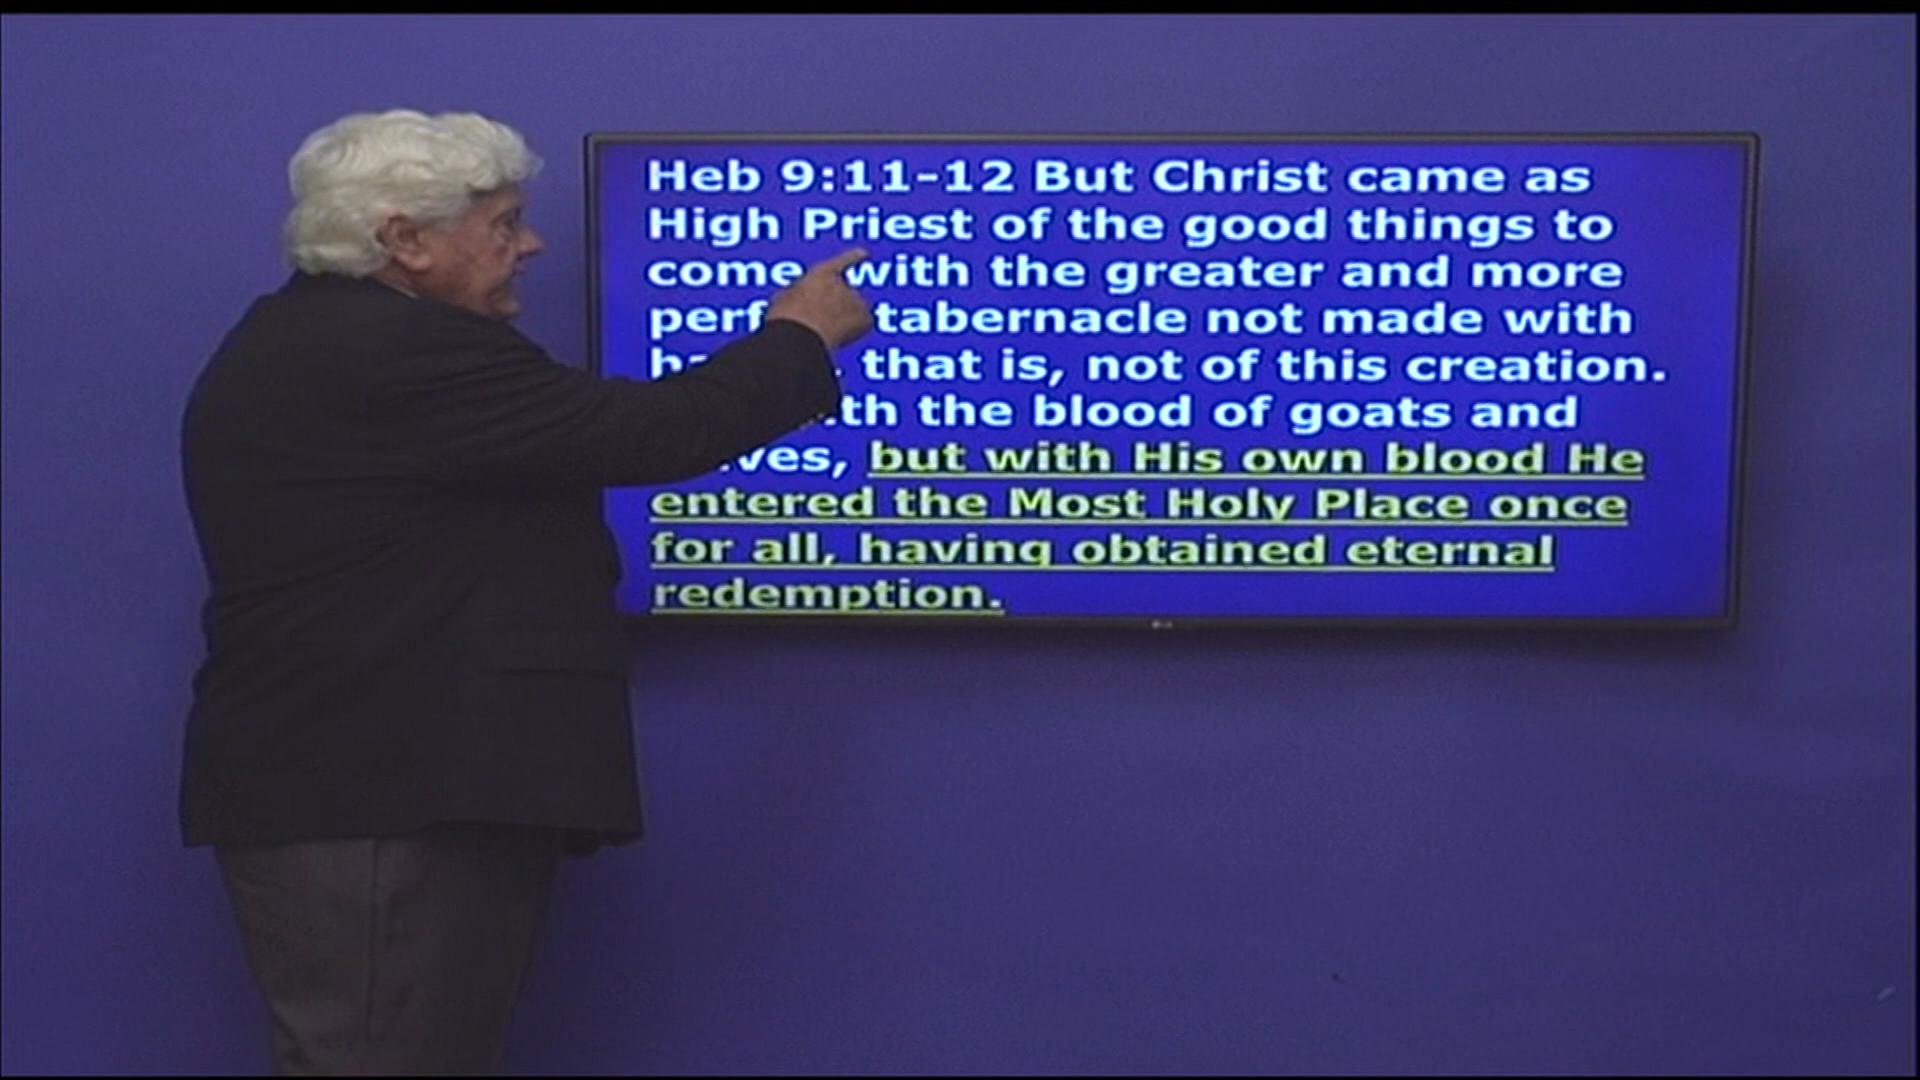 Heb 9:11-12 But Christ came as
High Priest of the good things to
come with the greater and more
tabernacle not made with
that is, not of this creation.
the blood of goats and
but with His own blood He
entered the Most Holy Place once
for all, having obtained eternal
redemption.
LG